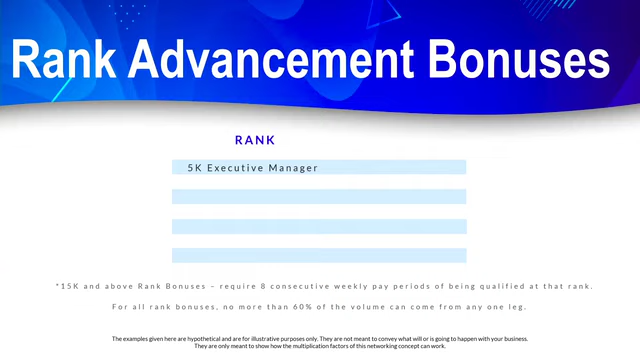 Rank Advancement Bonuses
RANK
5K Executive Manager
*15K and above Rank Bonuses – require 8 consecutive weekly pay periods of being qualified at that rank.
For all rank bonuses, no more than 60% of the volume can come from any one leg.
The examples given here are hypothetical and are for illustrative purposes only. They are not meant to convey what will or is going to happen with your business.
They are only meant to show how the multiplication factors of this networking concept can work.